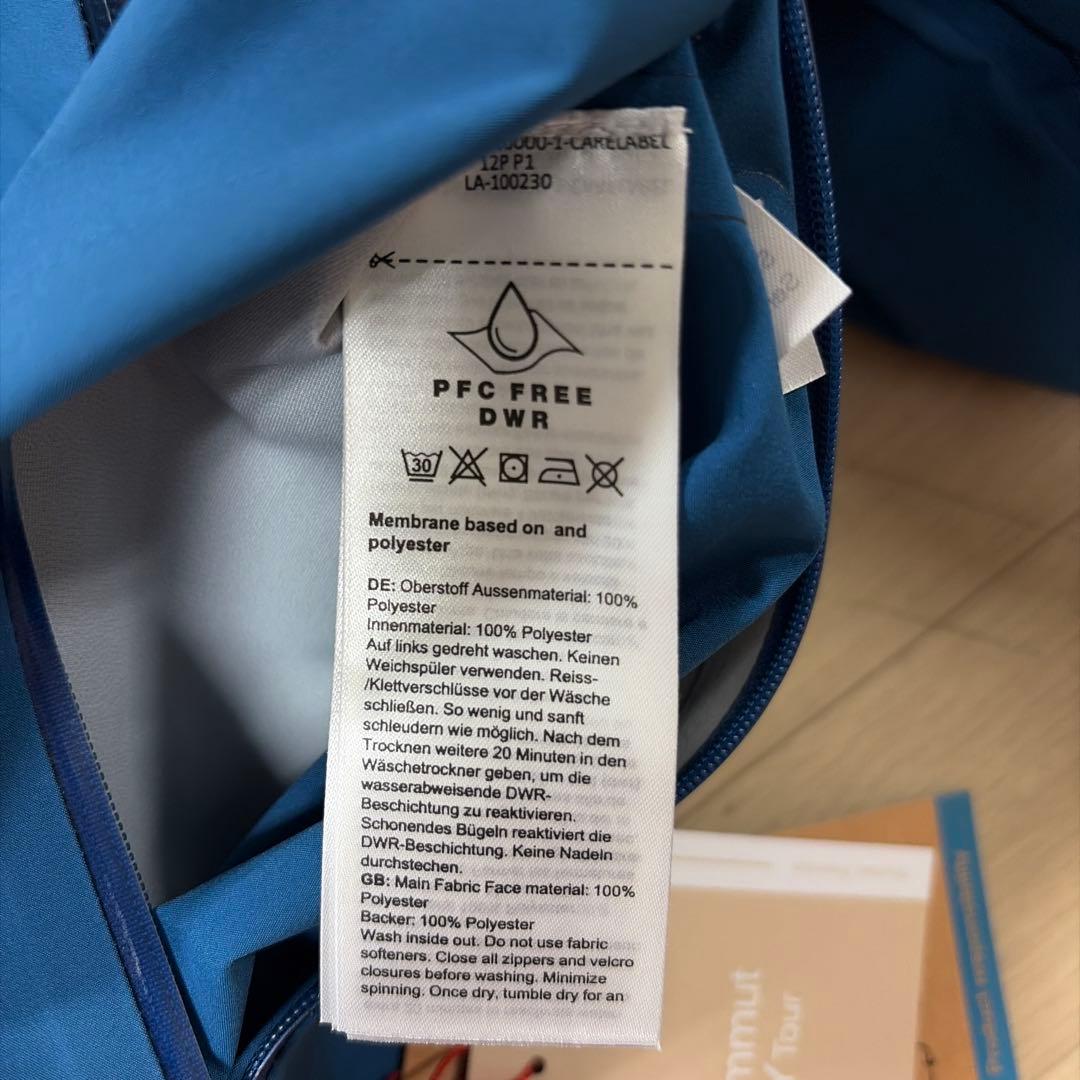 000-1-CARELABEL
12P P1
LA-100230
PFC FREE
DWR
30
Membrane based on and
polyester
DE: Oberstoff Aussenmaterial: 100%
Polyester
Innenmaterial: 100% Polyester
Auf links gedreht waschen. Keinen
Weichspüler verwenden. Reiss-
/Klettverschlüsse vor der Wäsche
schließen. So wenig und sanft
schleudern wie möglich. Nach dem
Trocknen weitere 20 Minuten in den
Wäschetrockner geben, um die
wasserabweisende DWR-
Beschichtung zu reaktivieren.
Schonendes Bügeln reaktiviert die
DWR-Beschichtung. Keine Nadeln
durchstechen.
GB: Main Fabric Face material: 100%
Polyester
Backer: 100% Polyester
Wash inside out. Do not use fabric
softeners. Close all zippers and velcro
closures before washing. Minimize
spinning. Once dry, tumble dry for an
mmut
Tour